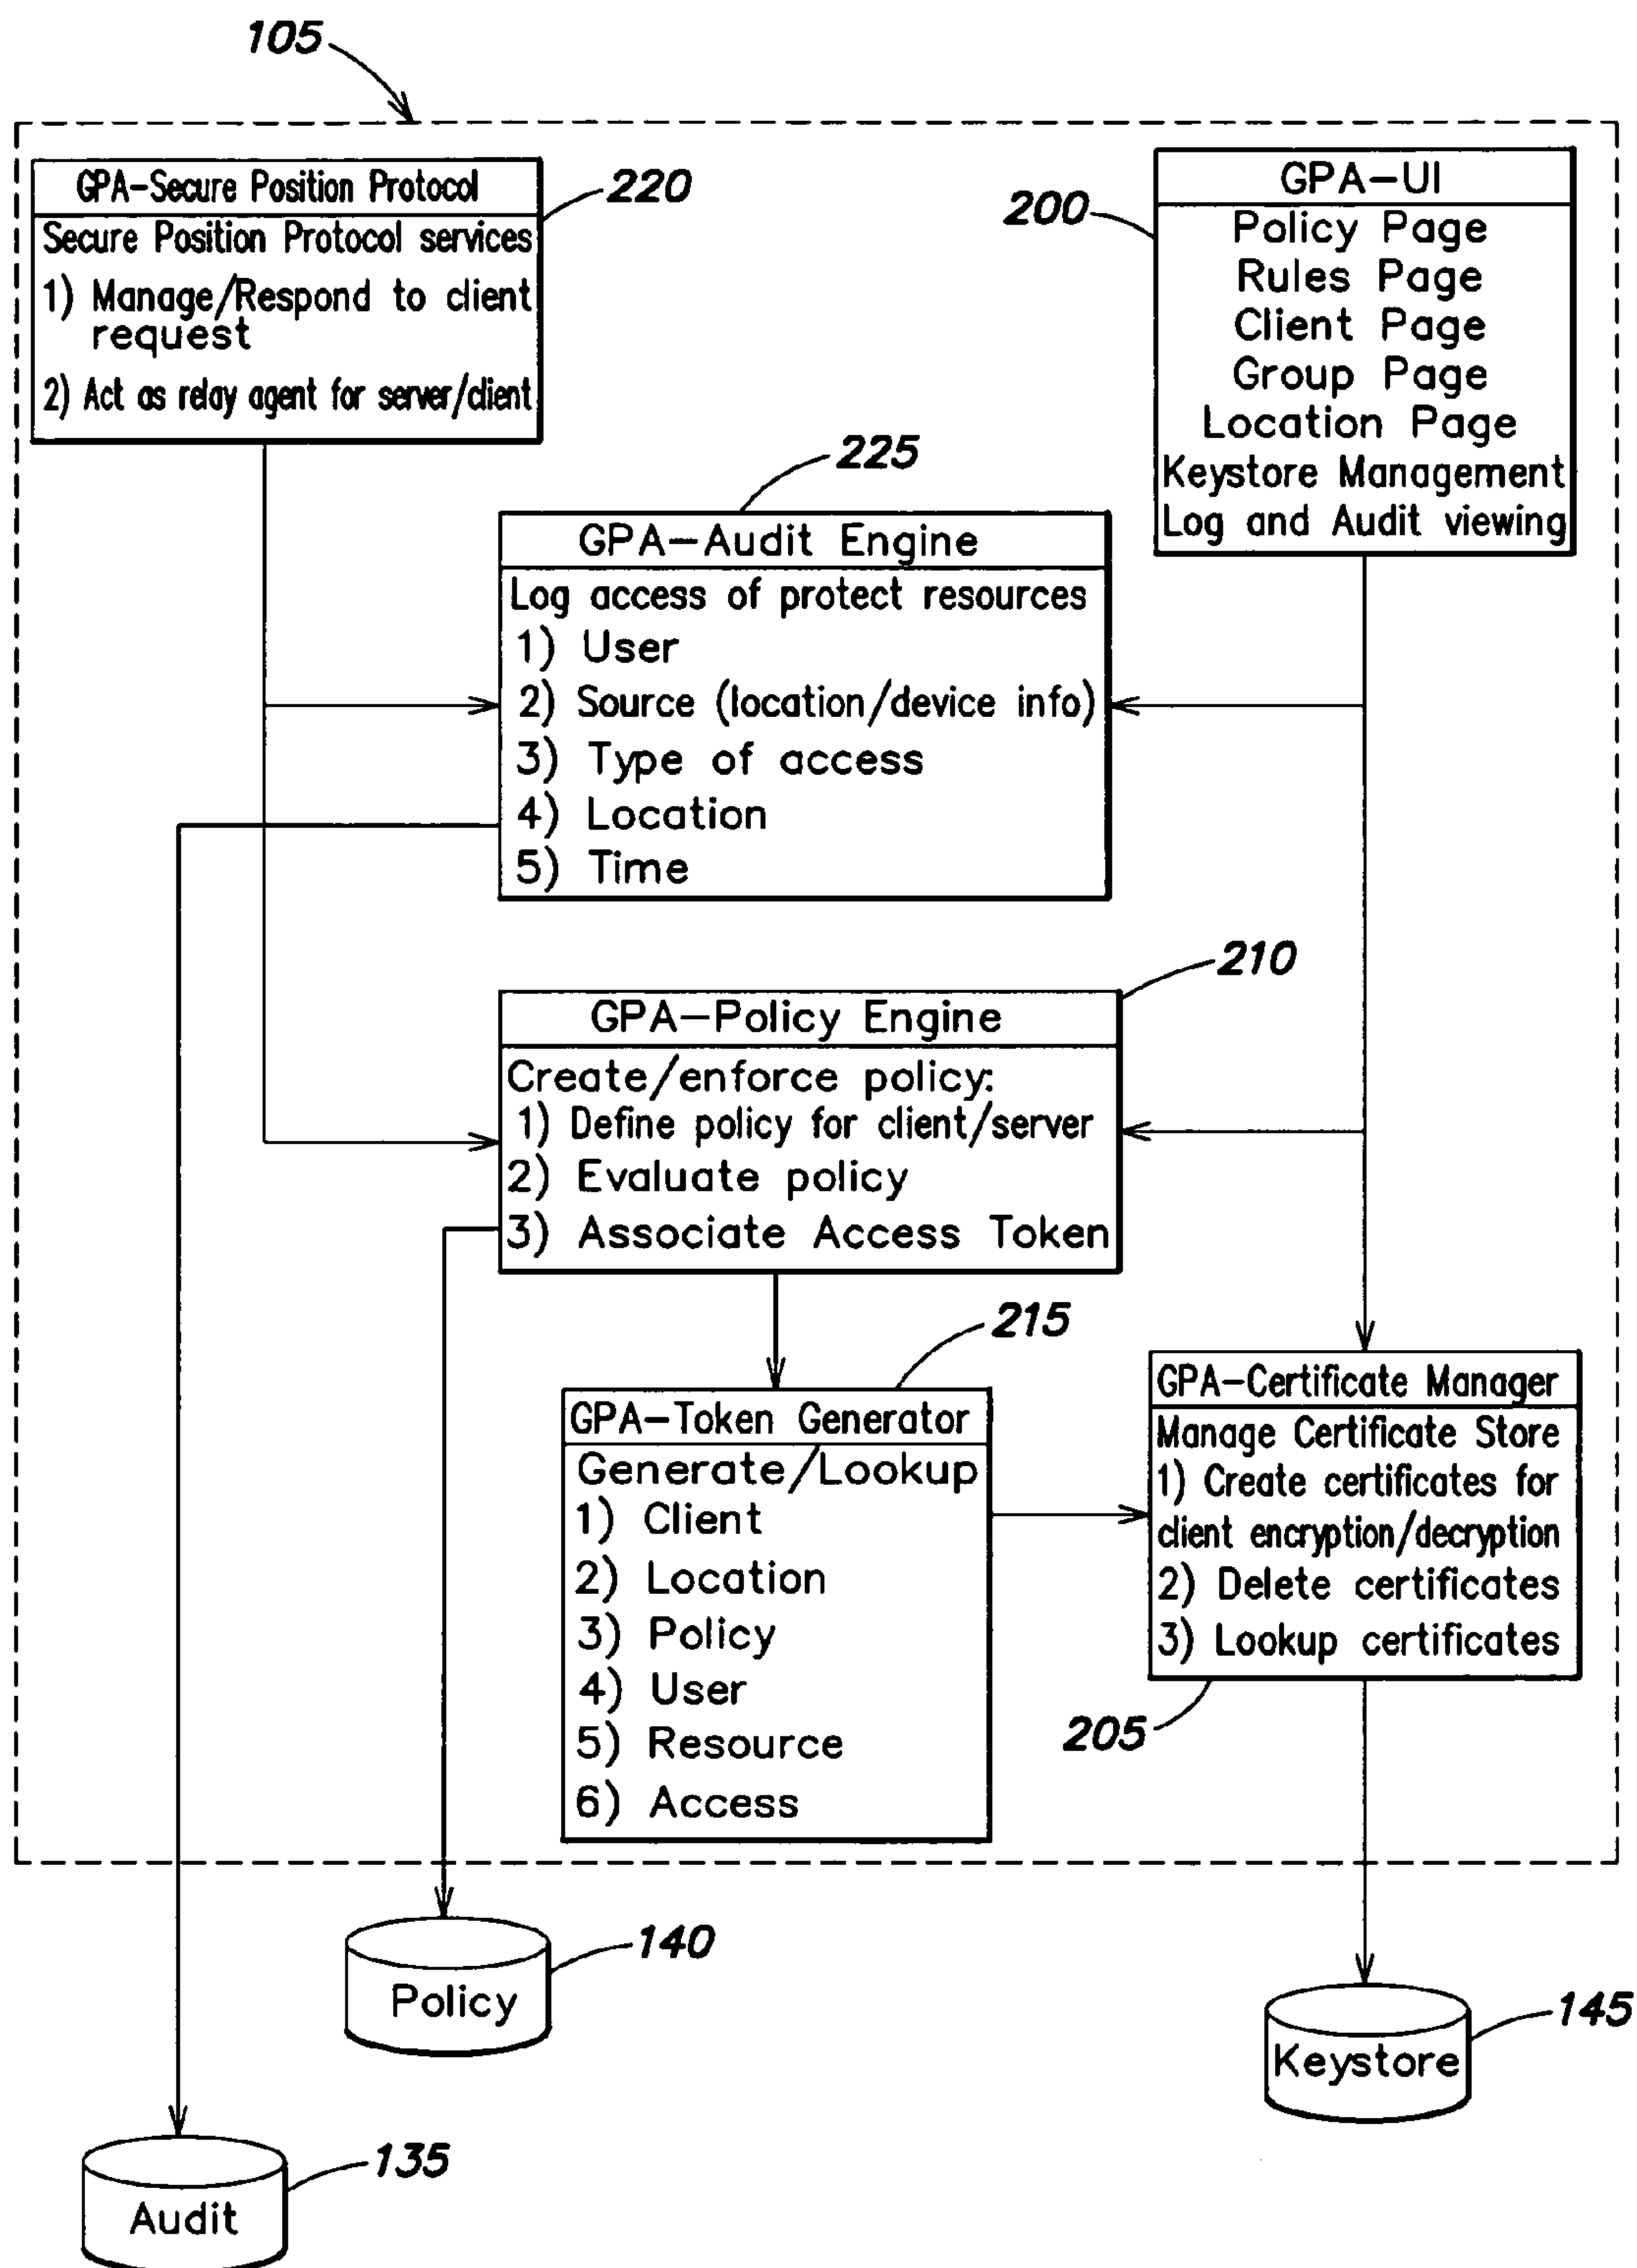 105
GPA-Secure Position Protocol
220
Secure Position Protocol services
1) Manage/Respond to client
request
2) Act as relay agent for server/client
GPA-UI
200
Policy Page
Rules Page
Client Page
Group Page
Location Page
Keystore Management
Log and Audit viewing
225
GPA-Audit Engine
Log access of protect resources
1) User
2) Source (location/device info)
3) Type of access
4) Location
5) Time
210
GPA-Policy Engine
Create/enforce policy:
1) Define policy for client/server
2) Evaluate policy
3) Associate Access Token
215
GPA-Token Generator
Generate/Lookup
1) Client
2) Location
3) Policy
4) User
5) Resource
6) Access
GPA-Certificate Manager
Manage Certificate Store
1) Create certificates for
client encryption/decryption
2) Delete certificates
3) Lookup certificates
205
140
Policy
145
Keystore
135
Audit